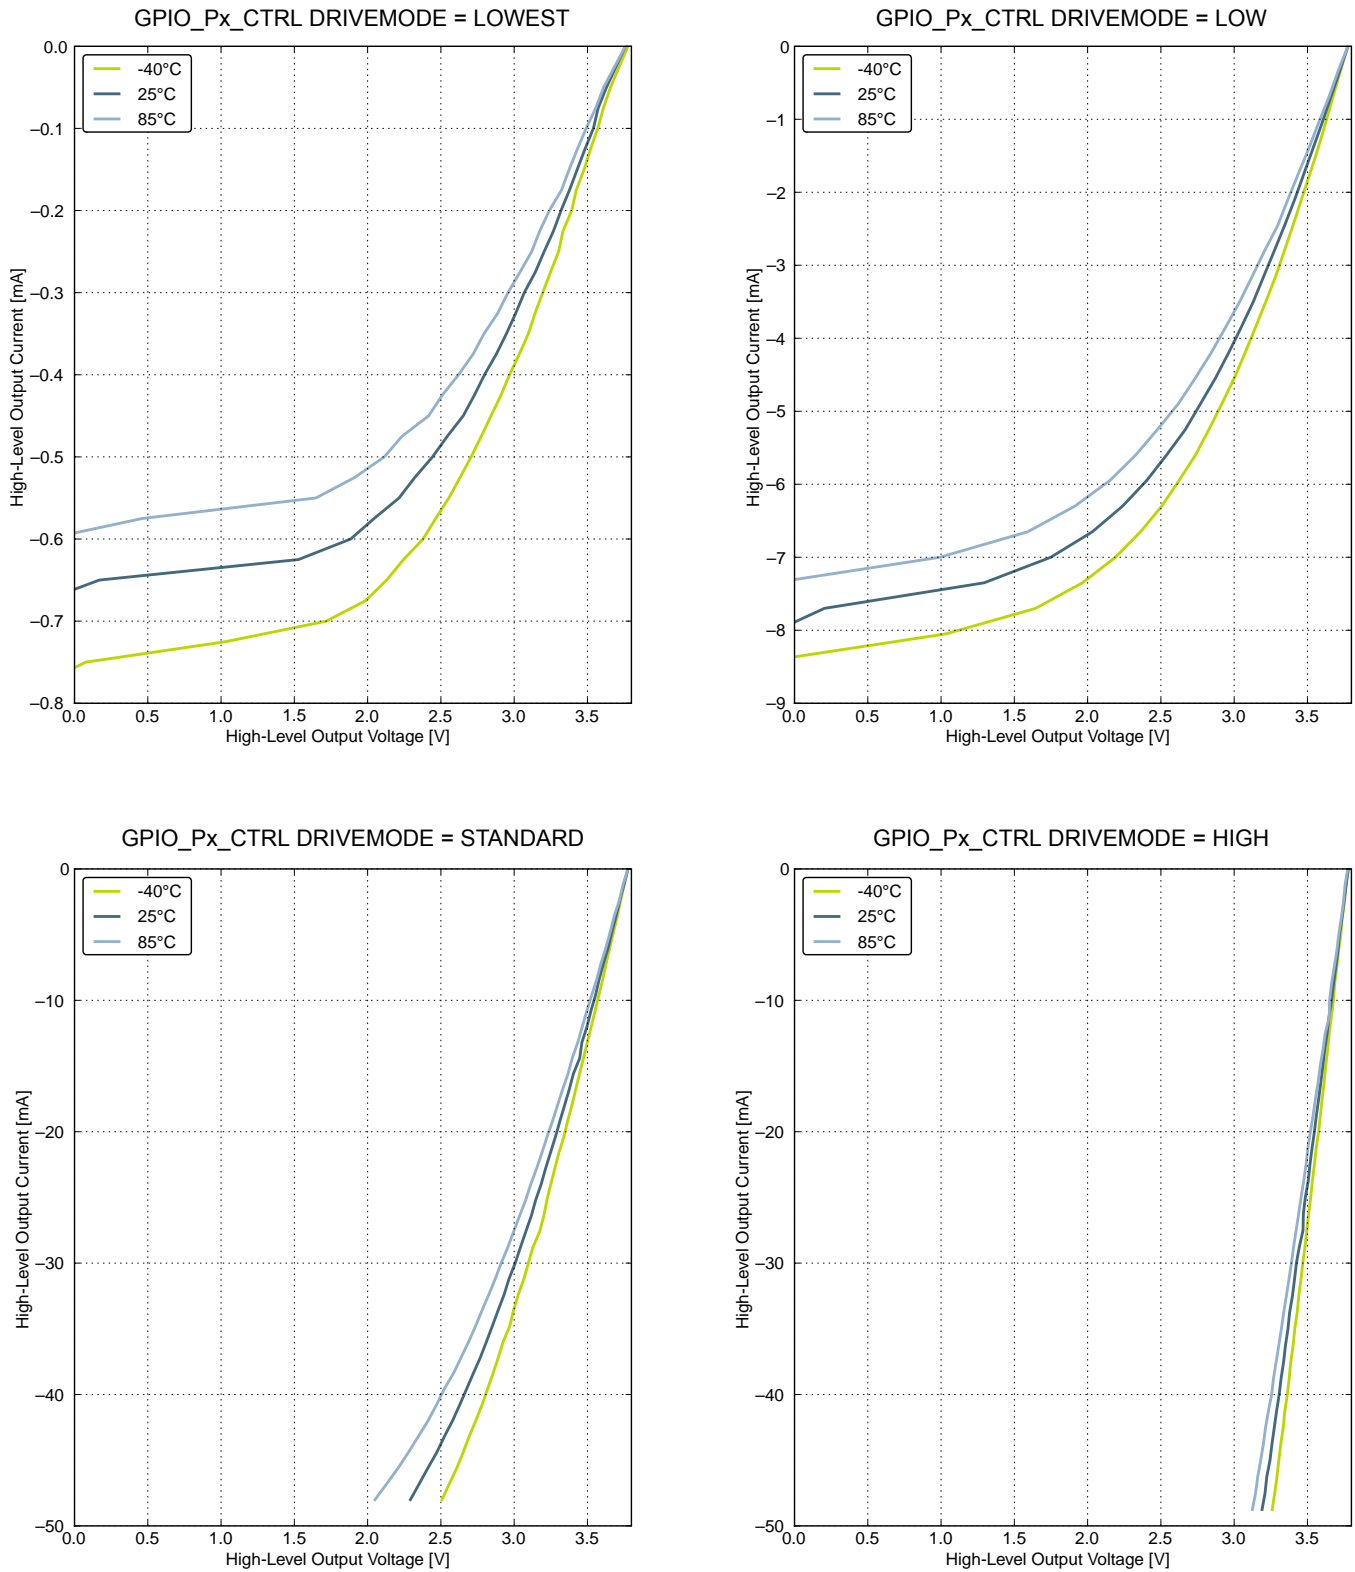 GPIO_Px_CTRL DRIVEMODE = LOWEST
0.0
–0.1
–0.2
–0.3
–0.4
–0.5
–0.6
–0.7
–0.8
-40°C
25°C
85°C
High-Level Output Current [mA]
0.0 0.5 1.0 1.5 2.0 2.5 3.0 3.5
High-Level Output Voltage [V]
GPIO_Px_CTRL DRIVEMODE = LOW
0
–1
–2
–3
–4
–5
–6
–7
–8
–9
-40°C
25°C
85°C
High-Level Output Current [mA]
0.0 0.5 1.0 1.5 2.0 2.5 3.0 3.5
High-Level Output Voltage [V]
GPIO_Px_CTRL DRIVEMODE = STANDARD
0
–10
–20
–30
–40
–50
-40°C
25°C
85°C
High-Level Output Current [mA]
0.0 0.5 1.0 1.5 2.0 2.5 3.0 3.5
High-Level Output Voltage [V]
GPIO_Px_CTRL DRIVEMODE = HIGH
0
–10
–20
–30
–40
–50
-40°C
25°C
85°C
High-Level Output Current [mA]
0.0 0.5 1.0 1.5 2.0 2.5 3.0 3.5
High-Level Output Voltage [V]